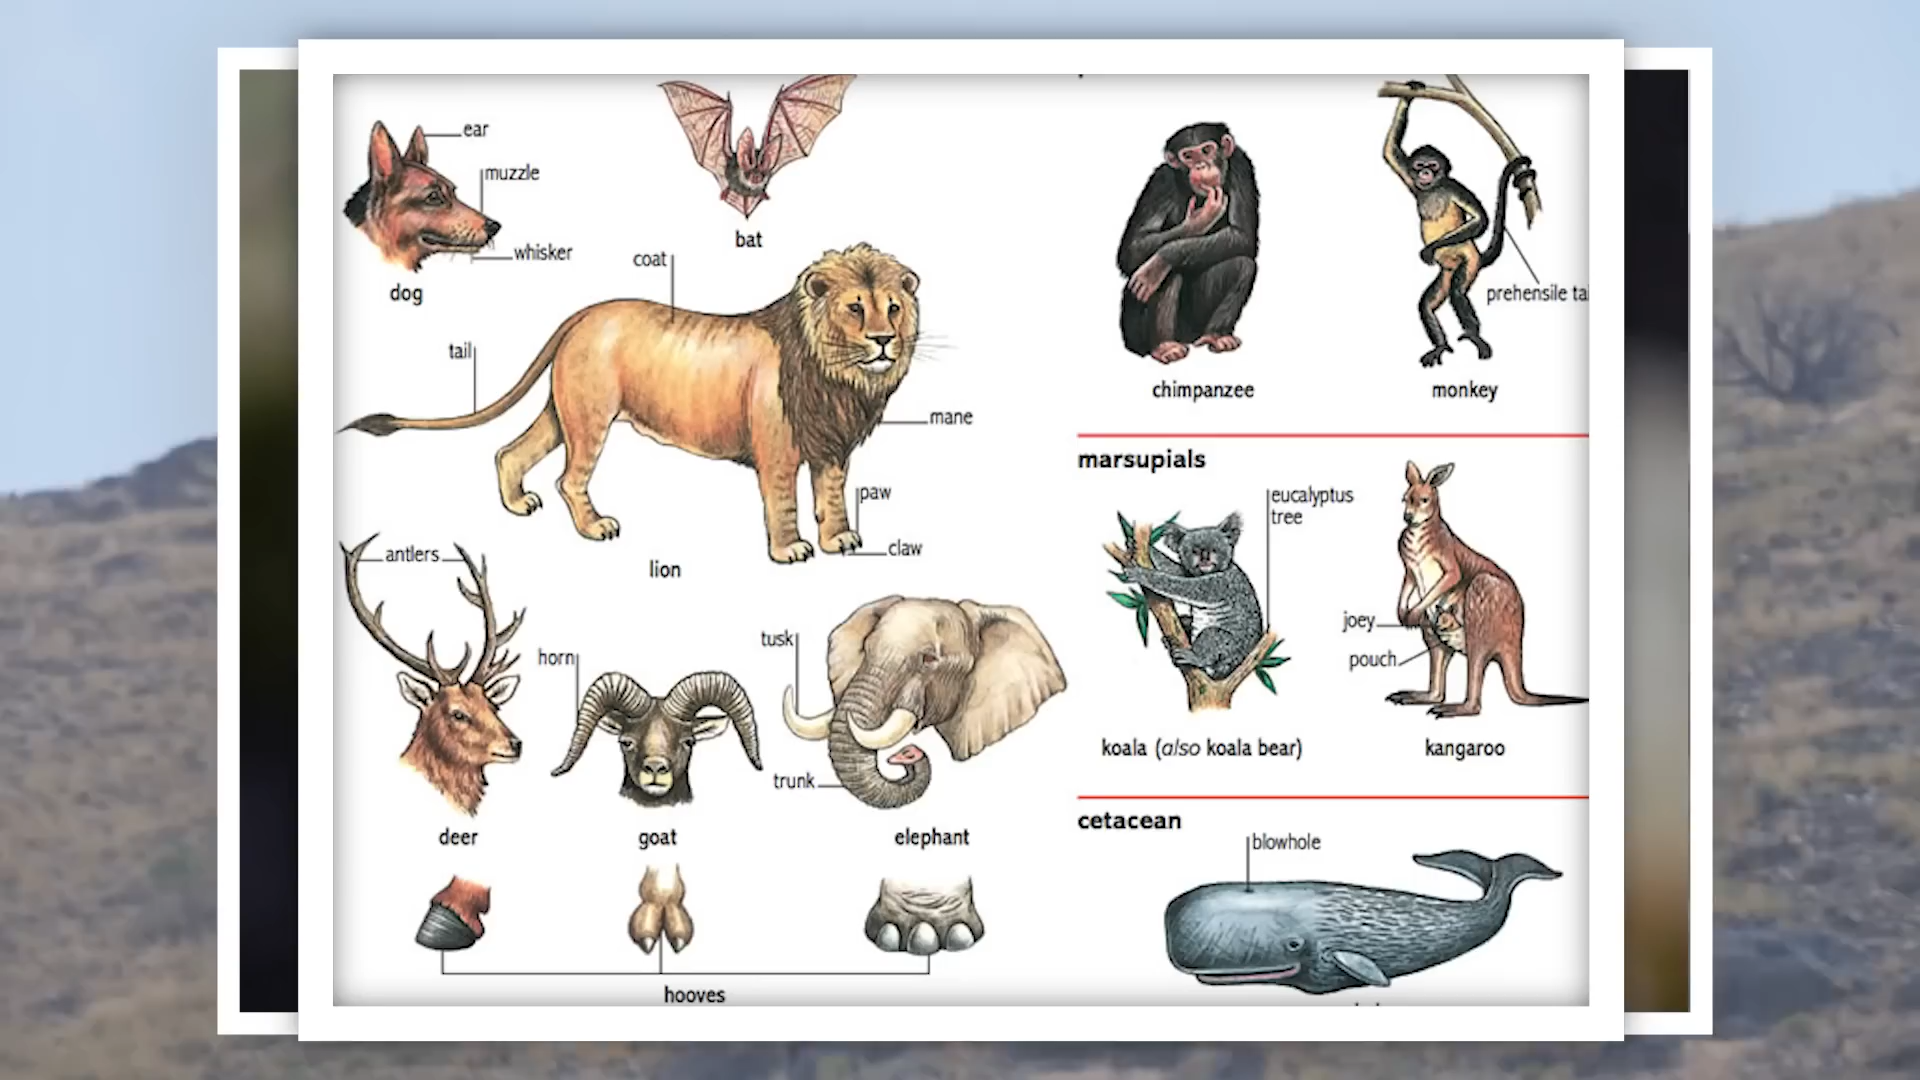 ear
muzzle
whisker
dog
bat
coat
tail
mane
paw
claw
lion
antlers
horn
tusk
trunk
deer
goat
elephant
hooves
chimpanzee
prehensile
monkey
marsupials
eucalyptus
tree
joey
pouch
koala (also koala bear)
kangaroo
cetacean
blowhole